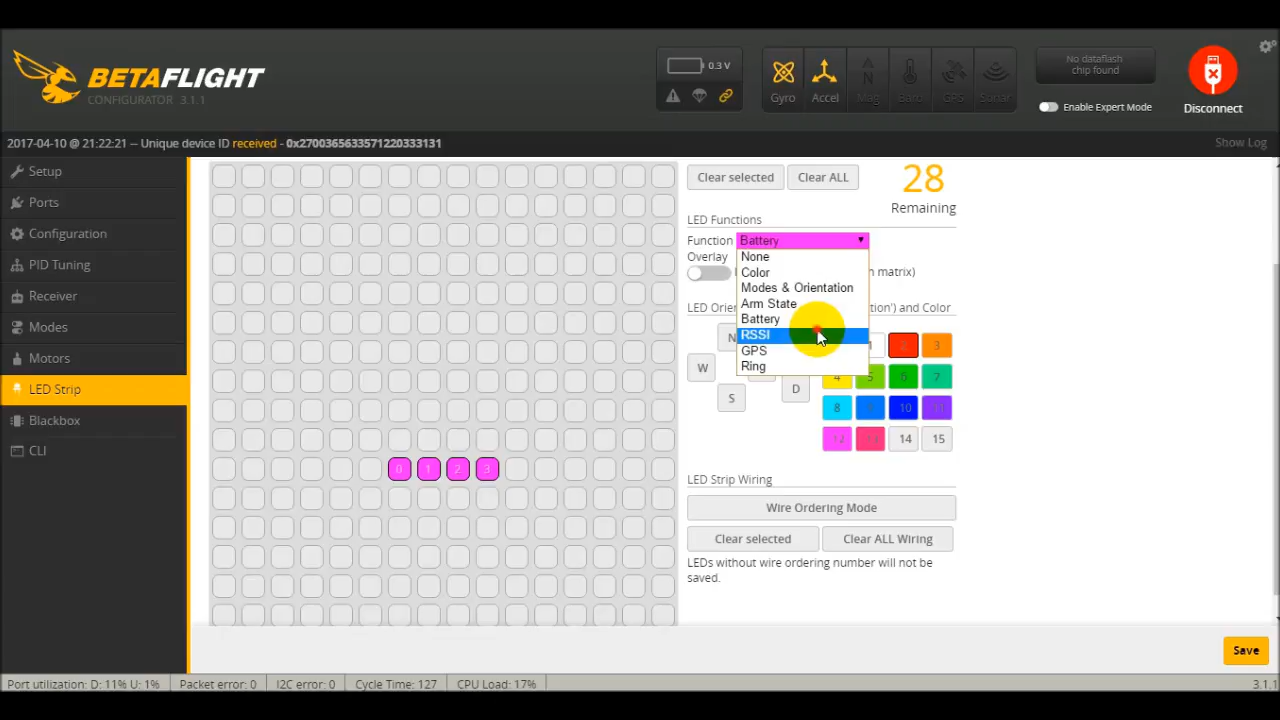 BETAFLIGHT
CONFIGURATOR 3.1.1
0.3 V
Gyro
Accel
Mag
Baro
GPS
Sonar
No dataflash
chip found
Enable Expert Mode
Disconnect
2017-04-10 @ 21:22:21 -- Unique device ID received - 0x2700365633571220333131
Show Log
Setup
Ports
Configuration
PID Tuning
Receiver
Modes
Motors
LED Strip
Blackbox
CLI
0 1 2 3
Clear selected
Clear ALL
28
Remaining
LED Functions
Function Battery
Overlay
n matrix)
None
Color
Modes & Orientation
Arm State
Battery
RSSI
GPS
Ring
LED Orie
ion') and Color
N
W
S
D
1 2 3
4 5 6 7
8 9 10 11
12 13 14 15
LED Strip Wiring
Wire Ordering Mode
Clear selected
Clear ALL Wiring
LEDs without wire ordering number will not be
saved.
Save
Port utilization: D: 11% U: 1%
Packet error: 0
I2C error: 0
Cycle Time: 127
CPU Load: 17%
3.1.1